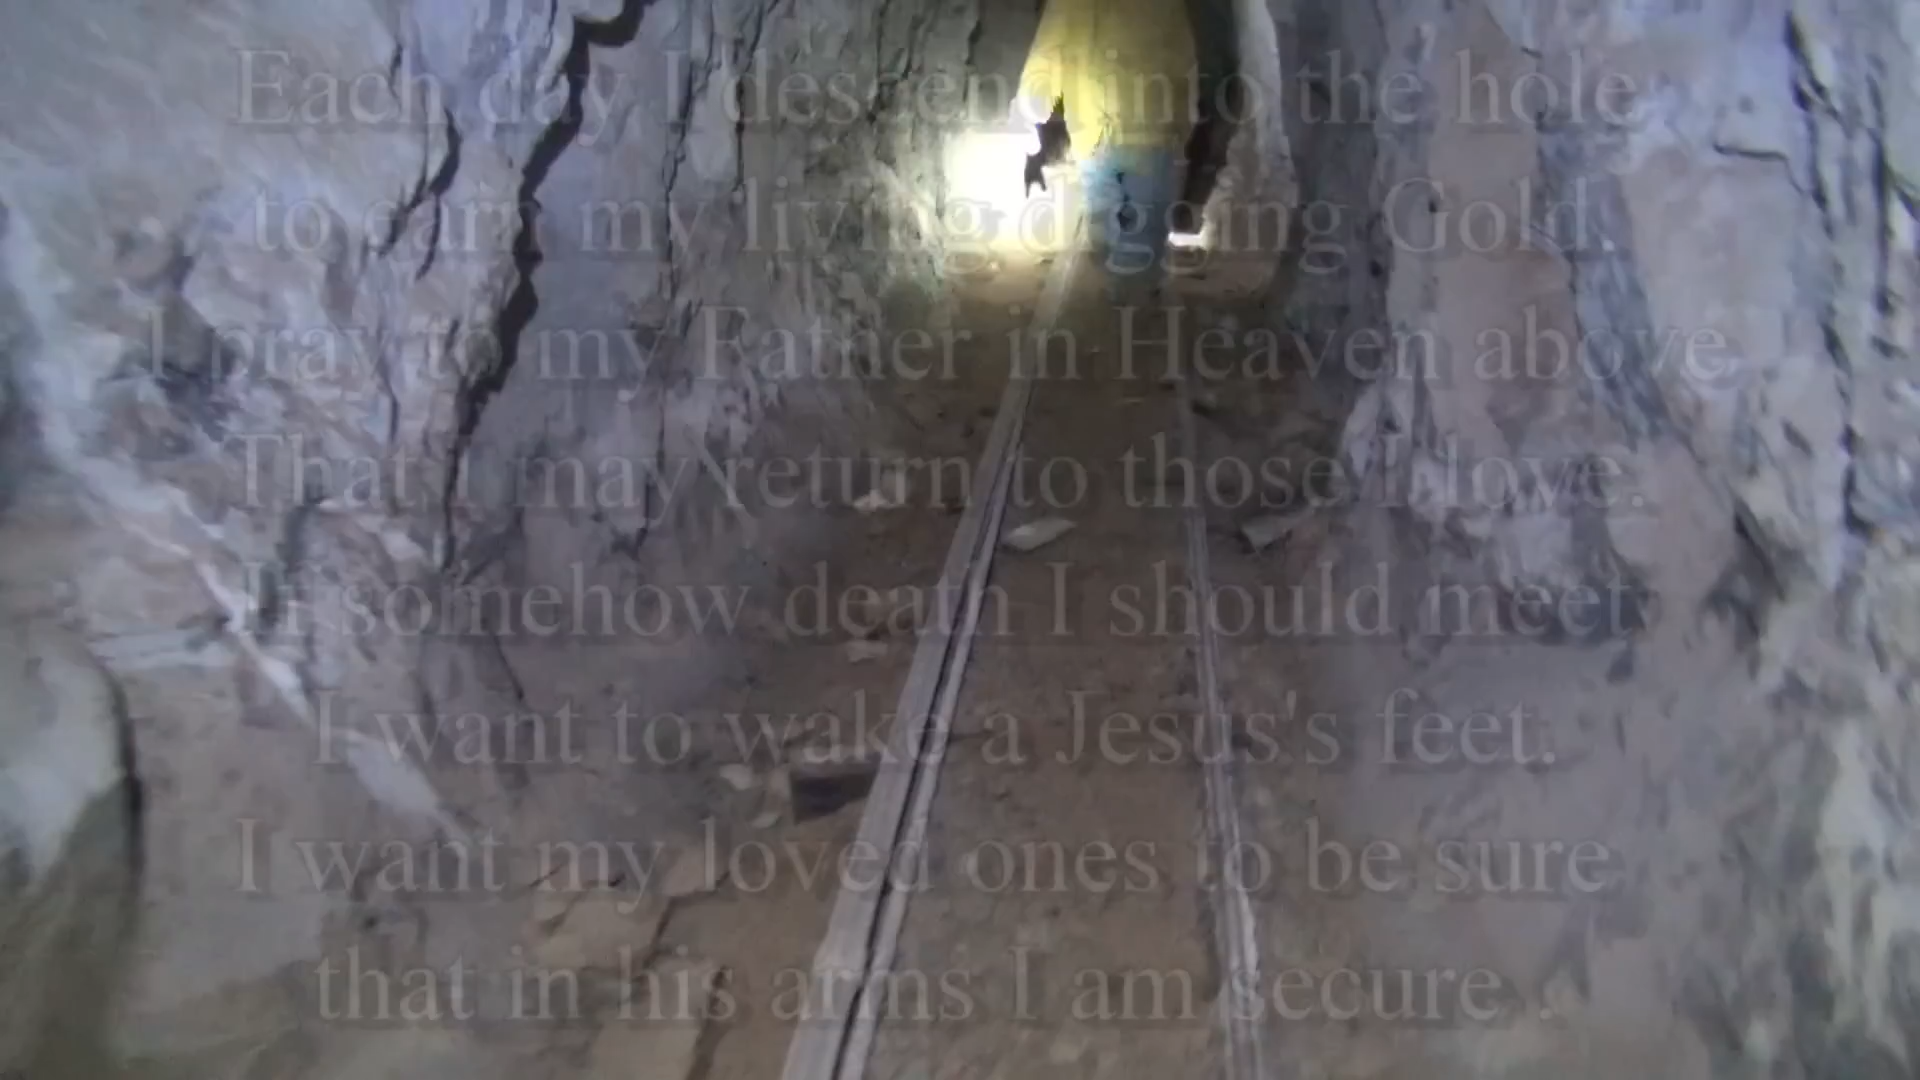 Each day I descend into the hole
to earn my living digging Gold.
I pray to my Father in Heaven above
That I may return to those I love.
If somehow death I should meet
I want to wake a Jesus's feet.
I want my loved ones to be sure
that in his arms I am secure .